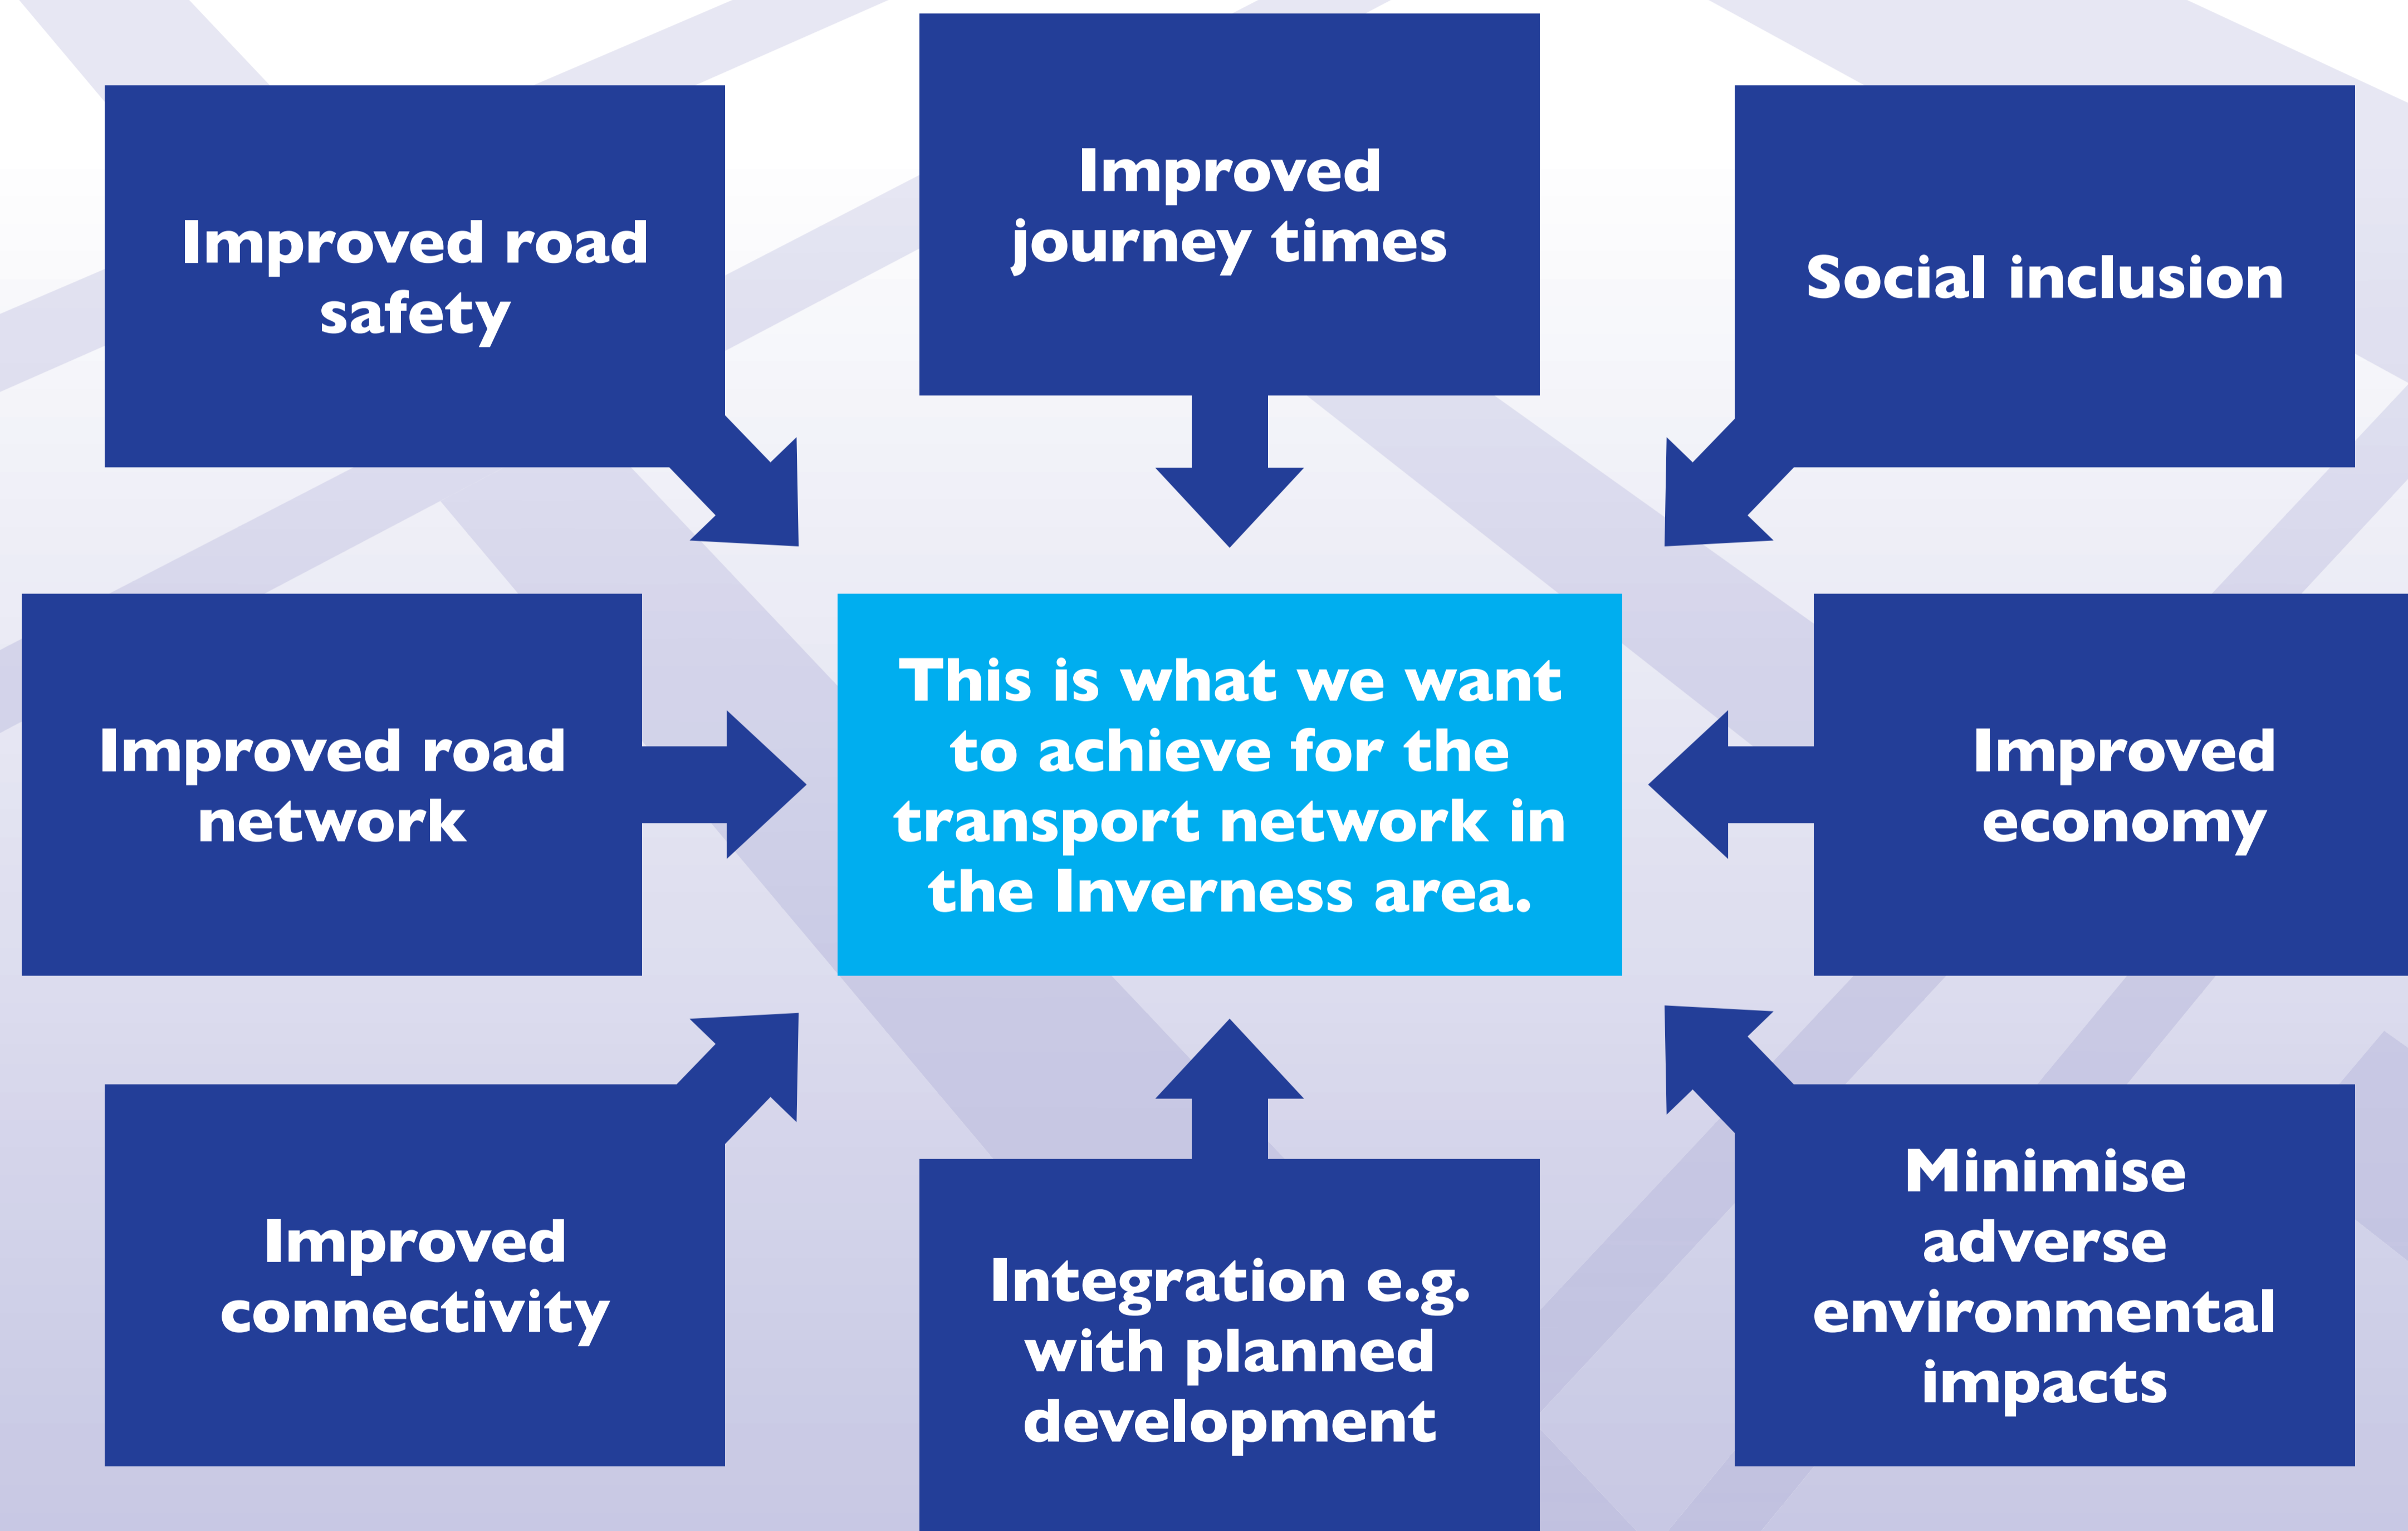 Improved road
safety
Improved
journey times
Social inclusion
Improved road
network
This is what we want
to achieve for the
transport network in
the Inverness area.
Improved
economy
Improved
connectivity
Integration e.g.
with planned
development
Minimise
adverse
environmental
impacts